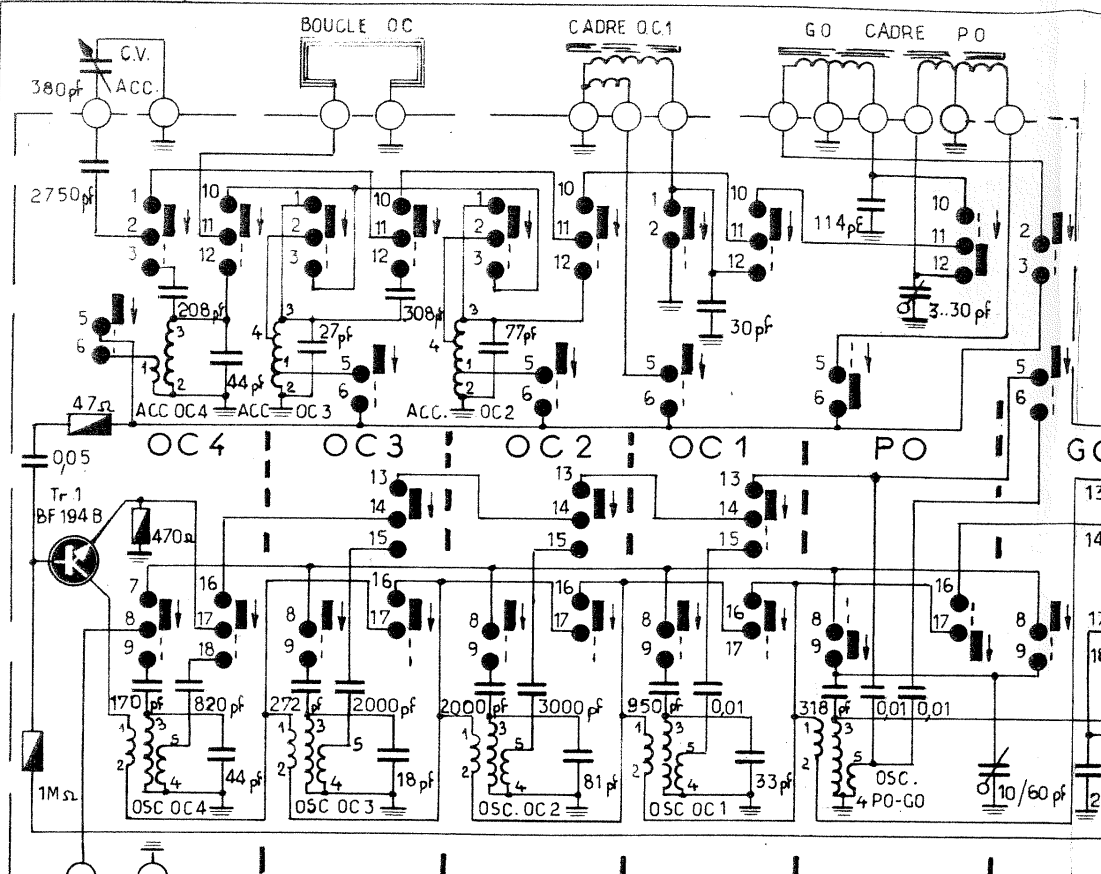 BOUCLE OC
CADRE OC1
GO CADRE PO
C.V.
380pf
ACC.
2750pf
1 10 1 10 1 10 1 10
2 11 2 11 2 11 2 11
3 12 3 12 3 12 12
10
11
12
2
3
114pf
208pf
27pf
308pf
77pf
30pf
3..30pf
5
6
3
1
2
44pf
3
4
1
2
5
6
3
4
1
2
5
6
5
6
5
6
5
6
47Ω
ACC OC4
ACC OC3
ACC. OC2
OC4 OC3 OC2 OC1 PO
0,05
Tr.1
BF 194 B
470Ω
13 13 13 13
14 14 14 14
15 15 15
7 16 16 16 16 16
8 17 8 17 8 17 8 17 8 17 8 17
9 18 9 9 9 9 9 18
170pf 820pf 272pf 2000pf 2000pf 3000pf 950pf 0,01 318pf 0,01 0,01
1 3 1 3 1 3 1 3 1 3
2 5 2 5 2 5 2 5 2 5
4 4 4 4 4
44pf
18pf
81pf
33pf
10/60pf
2
1MΩ
OSC OC4
OSC OC3
OSC. OC2
OSC OC1
OSC.
PO-GO